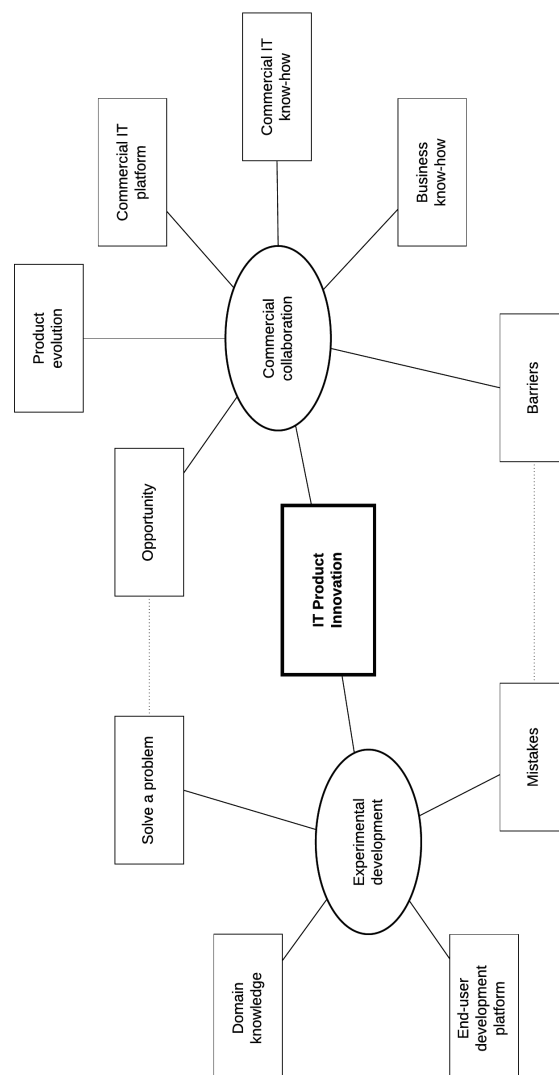 Domain
knowledge
Solve a problem
Opportunity
Product
evolution
Commercial IT
platform
Commercial IT
know-how
Experimental
development
IT Product
Innovation
Commercial
collaboration
End-user
development
platform
Mistakes
Barriers
Business
know-how